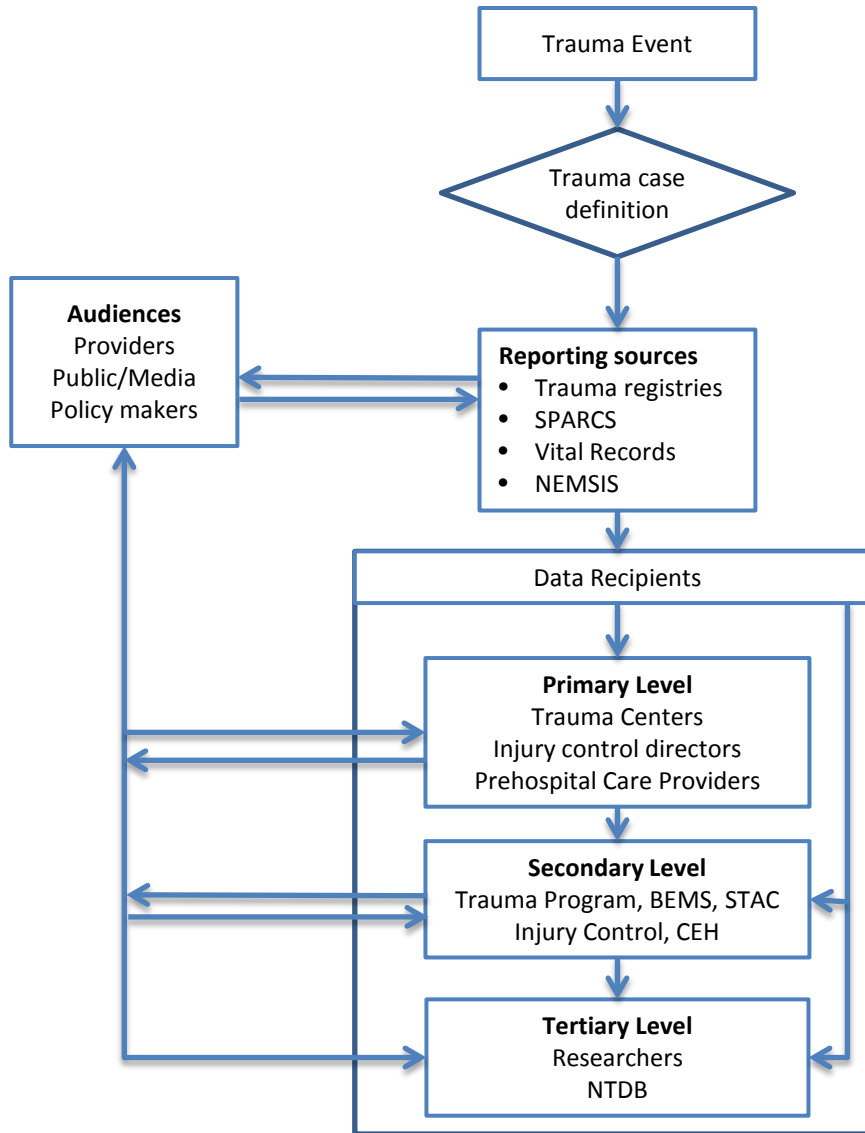 Trauma Event
Trauma case
definition
Audiences
Providers
Public/Media
Policy makers
Reporting sources
• Trauma registries
• SPARCS
• Vital Records
• NEMSIS
Data Recipients
Primary Level
Trauma Centers
Injury control directors
Prehospital Care Providers
Secondary Level
Trauma Program, BEMS, STAC
Injury Control, CEH
Tertiary Level
Researchers
NTDB